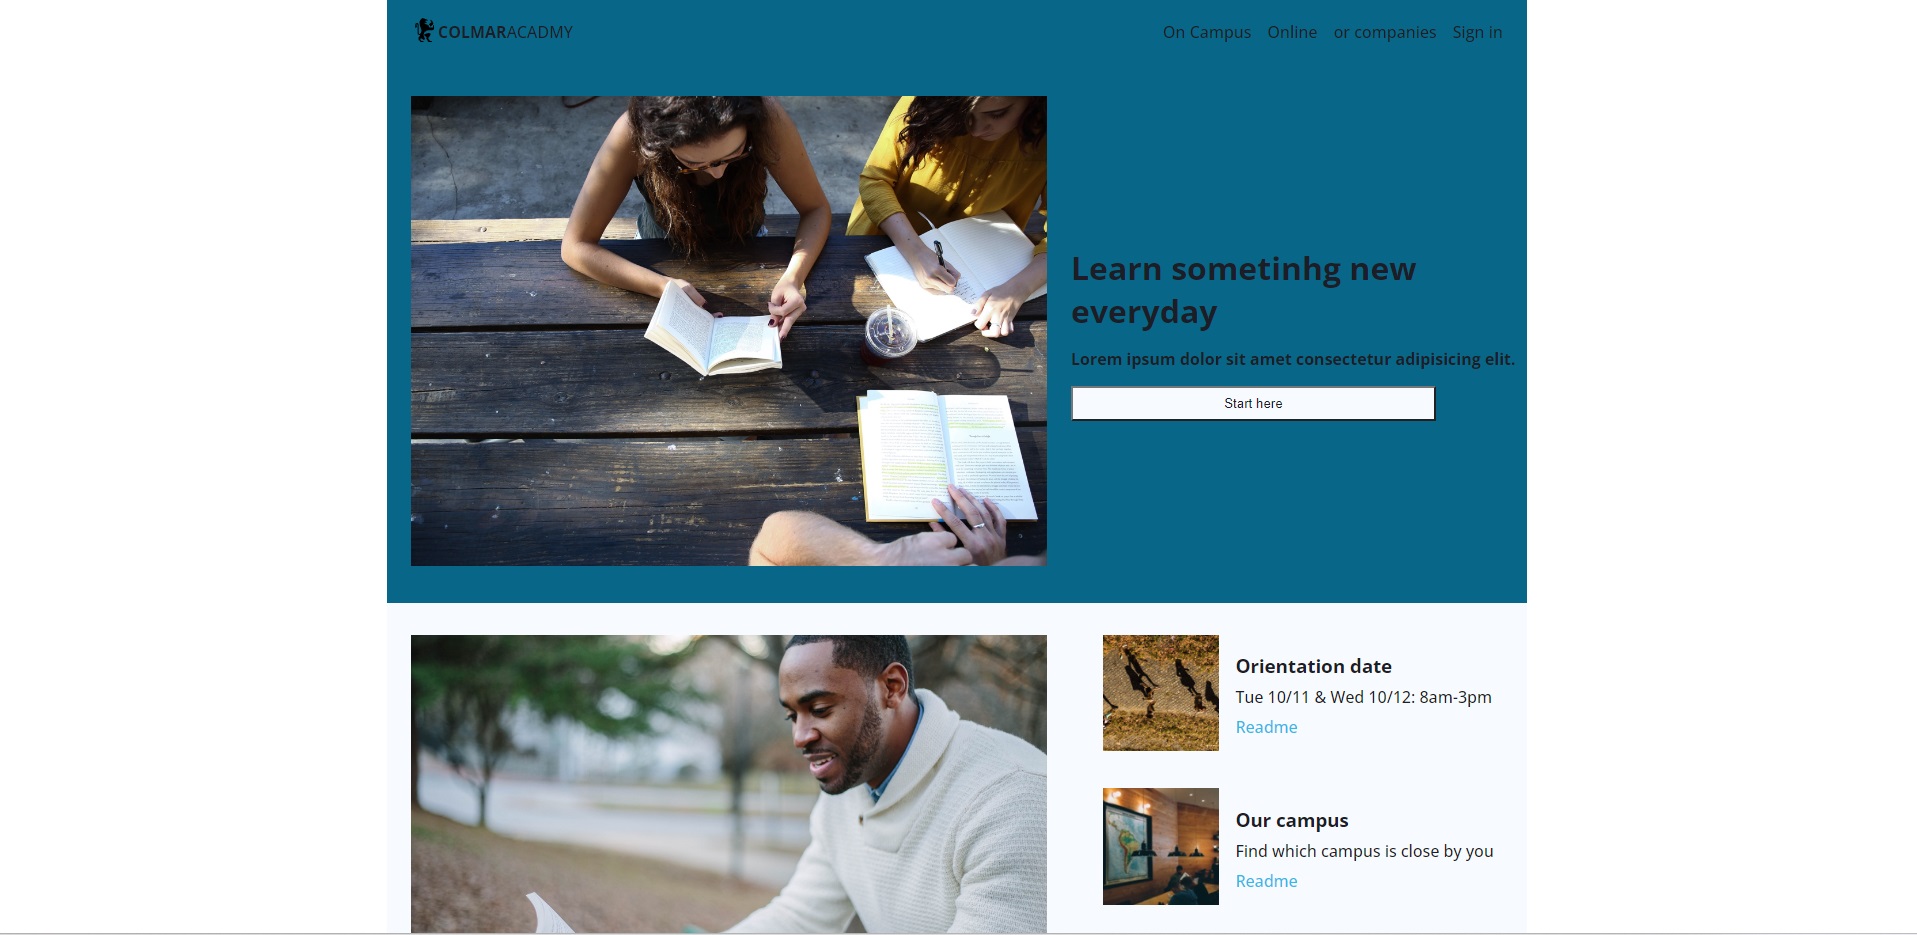 COLMARACADMY
On Campus Online or companies Sign in
Learn sometinhg new
everyday
Lorem ipsum dolor sit amet consectetur adipisicing elit.
Start here
Orientation date
Tue 10/11 & Wed 10/12: 8am-3pm
Readme
Our campus
Find which campus is close by you
Readme